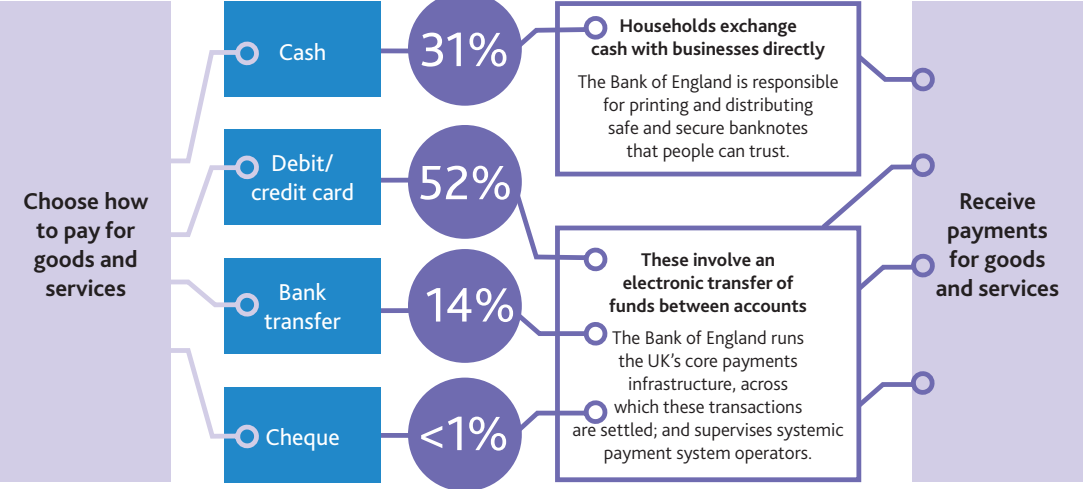 Choose how
to pay for
goods and
services
Cash
31%
Households exchange
cash with businesses directly
The Bank of England is responsible
for printing and distributing
safe and secure banknotes
that people can trust.
Debit/
credit card
52%
Bank
transfer
14%
Cheque
<1%
These involve an
electronic transfer of
funds between accounts
The Bank of England runs
the UK’s core payments
infrastructure, across
which these transactions
are settled; and supervises systemic
payment system operators.
Receive
payments
for goods
and services